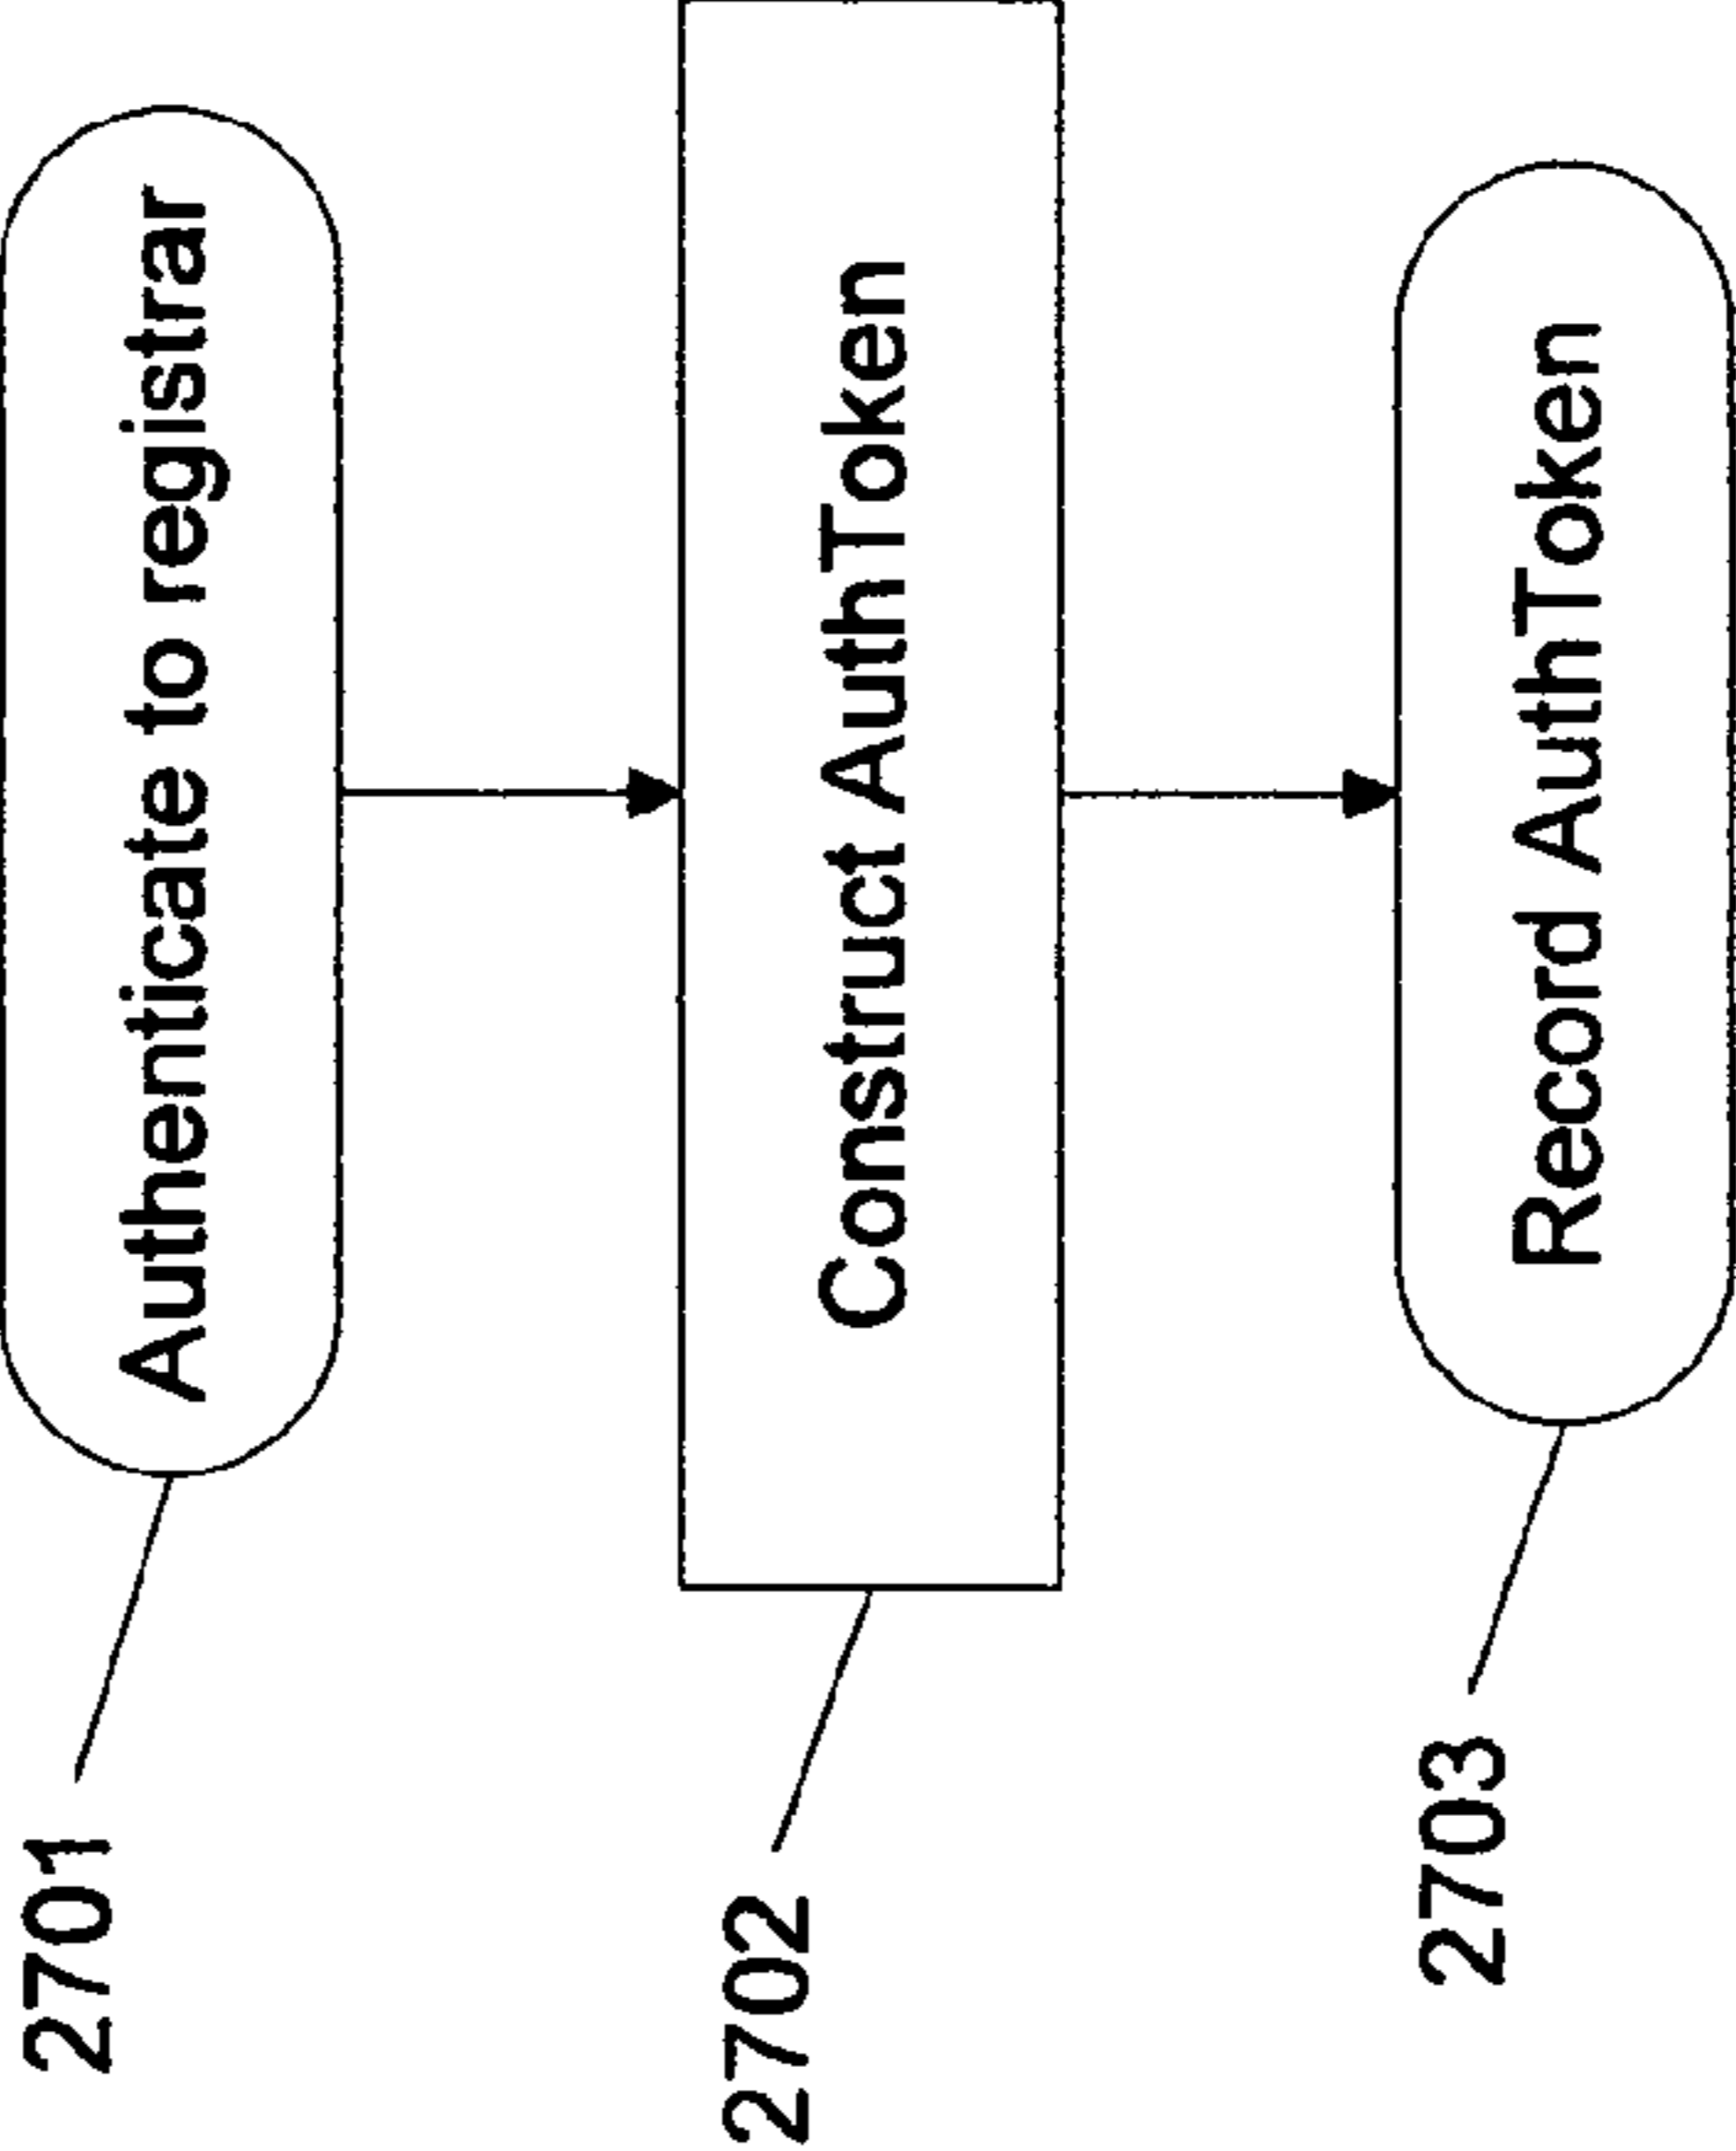 2701
Authenticate to registrar
2702
Construct AuthToken
2703
Record AuthToken